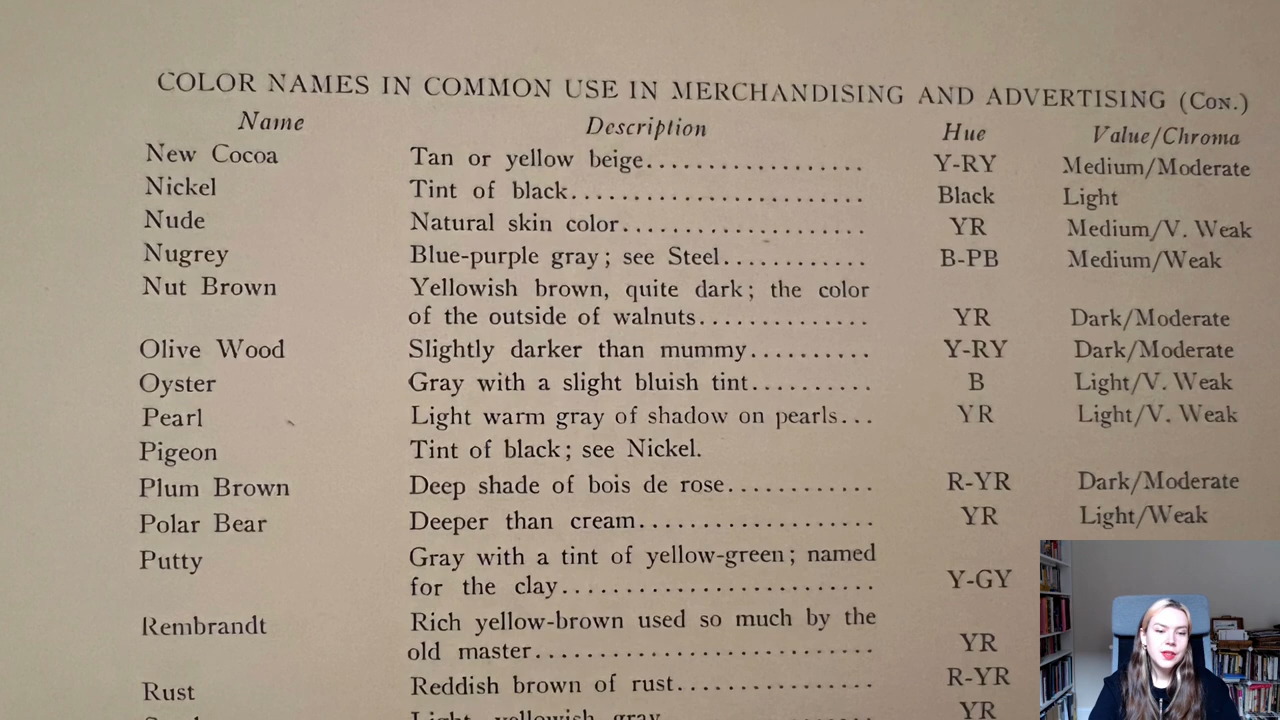 COLOR NAMES IN COMMON USE IN MERCHANDISING AND ADVERTISING (Con.)
Name Description Hue Value/Chroma
New Cocoa Tan or yellow beige.................. Y-RY Medium/Moderate
Nickel Tint of black........................ Black Light
Nude Natural skin color.................... YR Medium/V. Weak
Nugrey Blue-purple gray; see Steel............ B-PB Medium/Weak
Nut Brown Yellowish brown, quite dark; the color
of the outside of walnuts.............. YR Dark/Moderate
Olive Wood Slightly darker than mummy.......... Y-RY Dark/Moderate
Oyster Gray with a slight bluish tint.......... B Light/V. Weak
Pearl Light warm gray of shadow on pearls... YR Light/V. Weak
Pigeon Tint of black; see Nickel.
Plum Brown Deep shade of bois de rose............ R-YR Dark/Moderate
Polar Bear Deeper than cream.................... YR Light/Weak
Putty Gray with a tint of yellow-green; named
for the clay.......................... Y-GY
Rembrandt Rich yellow-brown used so much by the
old master............................ YR
Rust Reddish brown of rust................. R-YR
Light yellowish gray YR